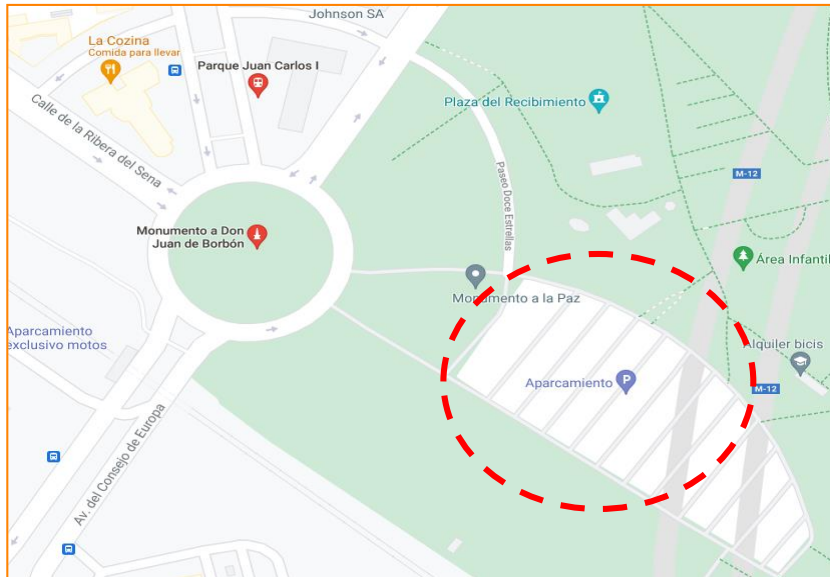 Johnson SA
La Cozina
Comida para llevar
Parque Juan Carlos I
Plaza del Recibimiento
Calle de la Ribera del Sena
Paseo Doce Estrellas
M-12
Monumento a Don
Juan de Borbón
Área Infantil
Monumento a la Paz
Aparcamiento
exclusivo motos
Alquiler bicis
Aparcamiento
P
M-12
Av. del Consejo de Europa